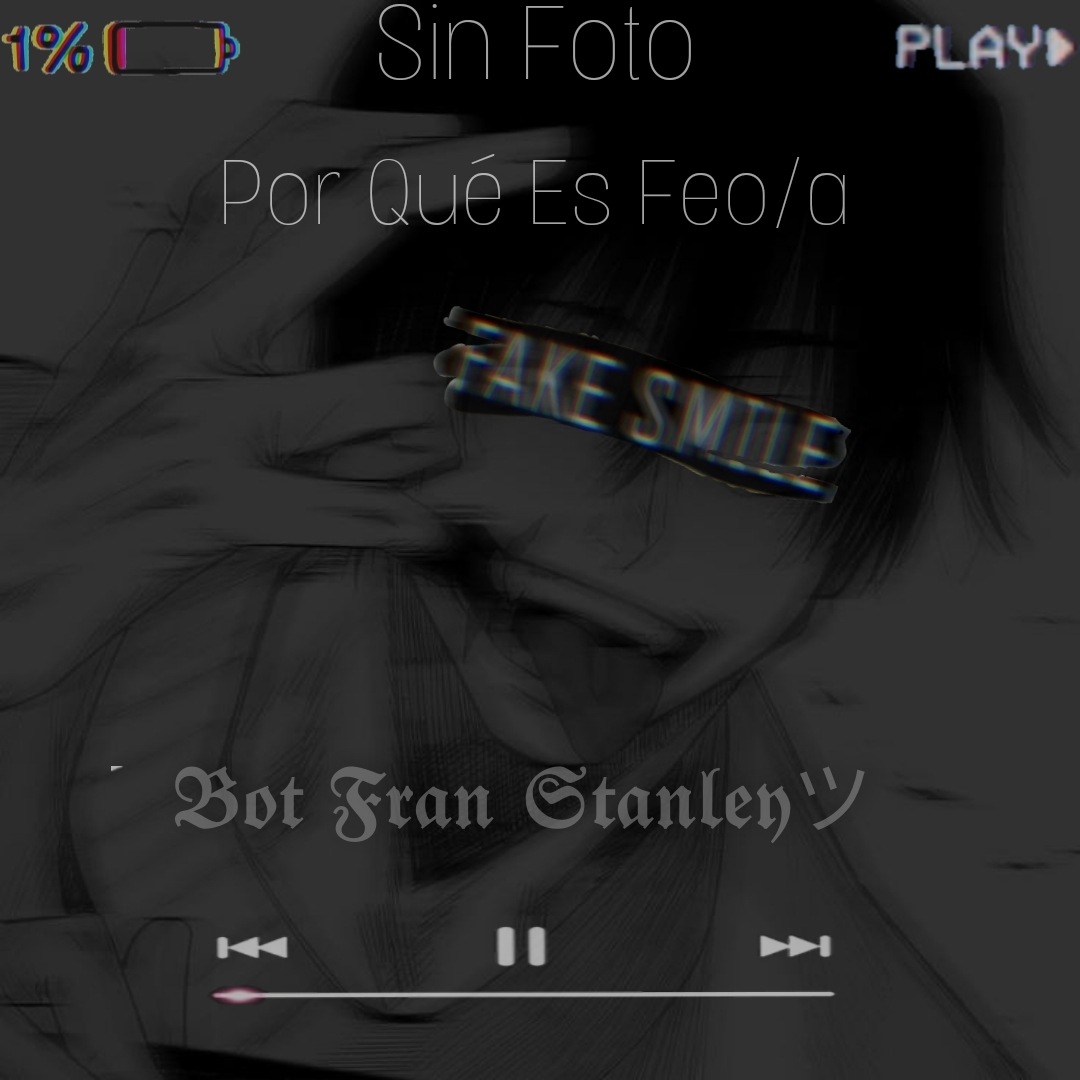 1%
Sin Foto
PLAY
Por Qué Es Feo/a
FAKE SMILE
Bot Fran Stanleyツ